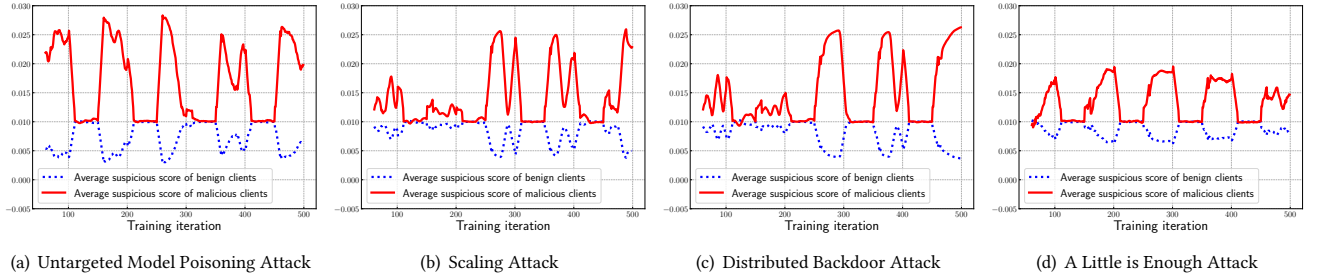 0.030
0.025
0.020
0.015
0.010
0.005
0.000
−0.005
100 200 300 400 500
Average suspicious score of benign clients
Average suspicious score of malicious clients
Training iteration
(a) Untargeted Model Poisoning Attack
0.030
0.025
0.020
0.015
0.010
0.005
0.000
−0.005
100 200 300 400 500
Average suspicious score of benign clients
Average suspicious score of malicious clients
Training iteration
(b) Scaling Attack
0.030
0.025
0.020
0.015
0.010
0.005
0.000
−0.005
100 200 300 400 500
Average suspicious score of benign clients
Average suspicious score of malicious clients
Training iteration
(c) Distributed Backdoor Attack
0.030
0.025
0.020
0.015
0.010
0.005
0.000
−0.005
100 200 300 400 500
Average suspicious score of benign clients
Average suspicious score of malicious clients
Training iteration
(d) A Little is Enough Attack